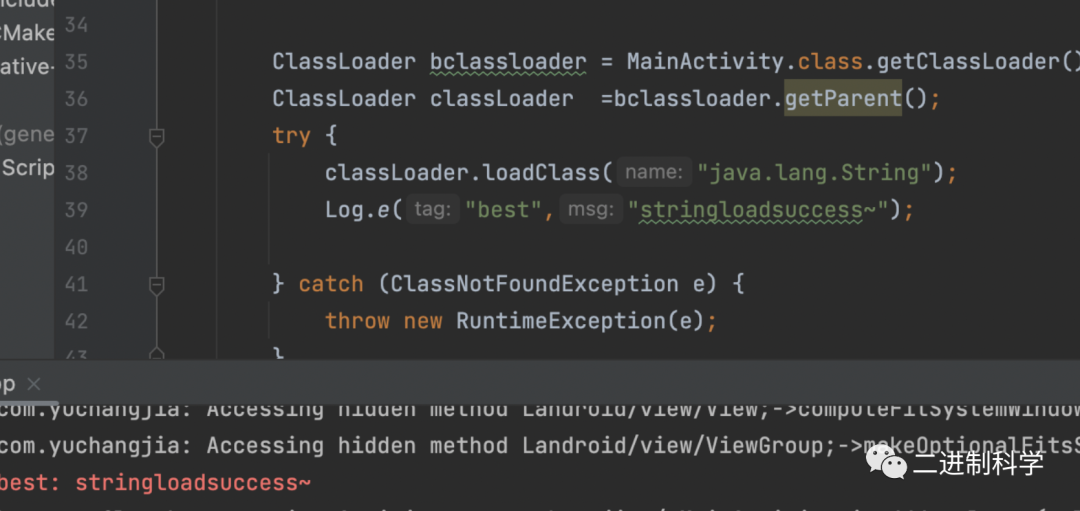 34
CMake
35 ClassLoader bclassloader = MainActivity.class.getClassLoader()
ative-
36 ClassLoader classLoader =bclassloader.getParent();
(gene
37 try {
Scrip
38 classLoader.loadClass( name: "java.lang.String");
39 Log.e( tag: "best", msg: "stringloadsuccess~");
40
41 } catch (ClassNotFoundException e) {
42 throw new RuntimeException(e);
43 }
op ×
com.yuchangjia: Accessing hidden method Landroid/view/View;->computeFitSystemWindow
com.yuchangjia: Accessing hidden method Landroid/view/ViewGroup;->makeOptionalFitsS
best: stringloadsuccess~
二进制科学